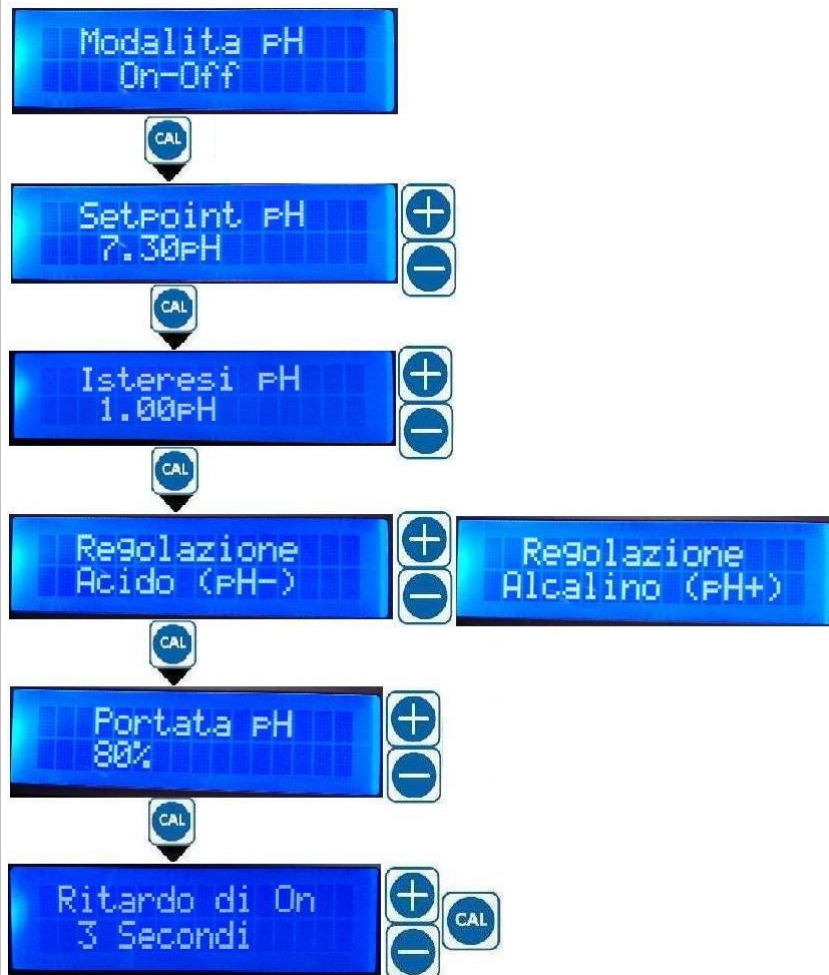 Modalita pH
On-Off
CAL
Setpoint pH
7.30pH
CAL
Isteresi pH
1.00pH
CAL
Regolazione
Acido (pH-)
Regolazione
Alcalino (pH+)
CAL
Portata pH
80%
CAL
Ritardo di On
3 Secondi
CAL